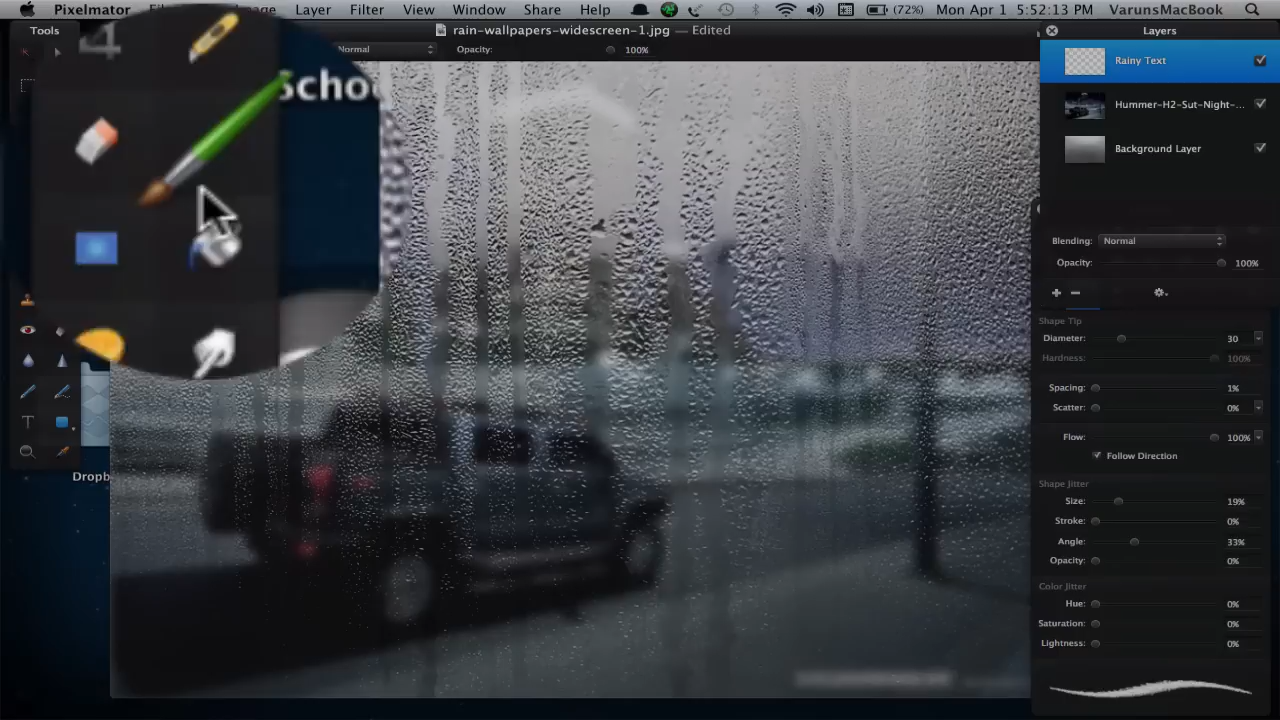 Pixelmator Image Layer Filter View Window Share Help (72%) Mon Apr 1 5:52:13 PM VarunsMacBook
Tools
rain-wallpapers-widescreen-1.jpg — Edited
Normal Opacity: 100%
Schoo
Dropb
T
Layers
Rainy Text
Hummer-H2-Sut-Night-...
Background Layer
Blending: Normal
Opacity: 100%
Shape Tip
Diameter: 30
Hardness: 100%
Spacing: 1%
Scatter: 0%
Flow: 100%
Follow Direction
Shape Jitter
Size: 19%
Stroke: 0%
Angle: 33%
Opacity: 0%
Color Jitter
Hue: 0%
Saturation: 0%
Lightness: 0%